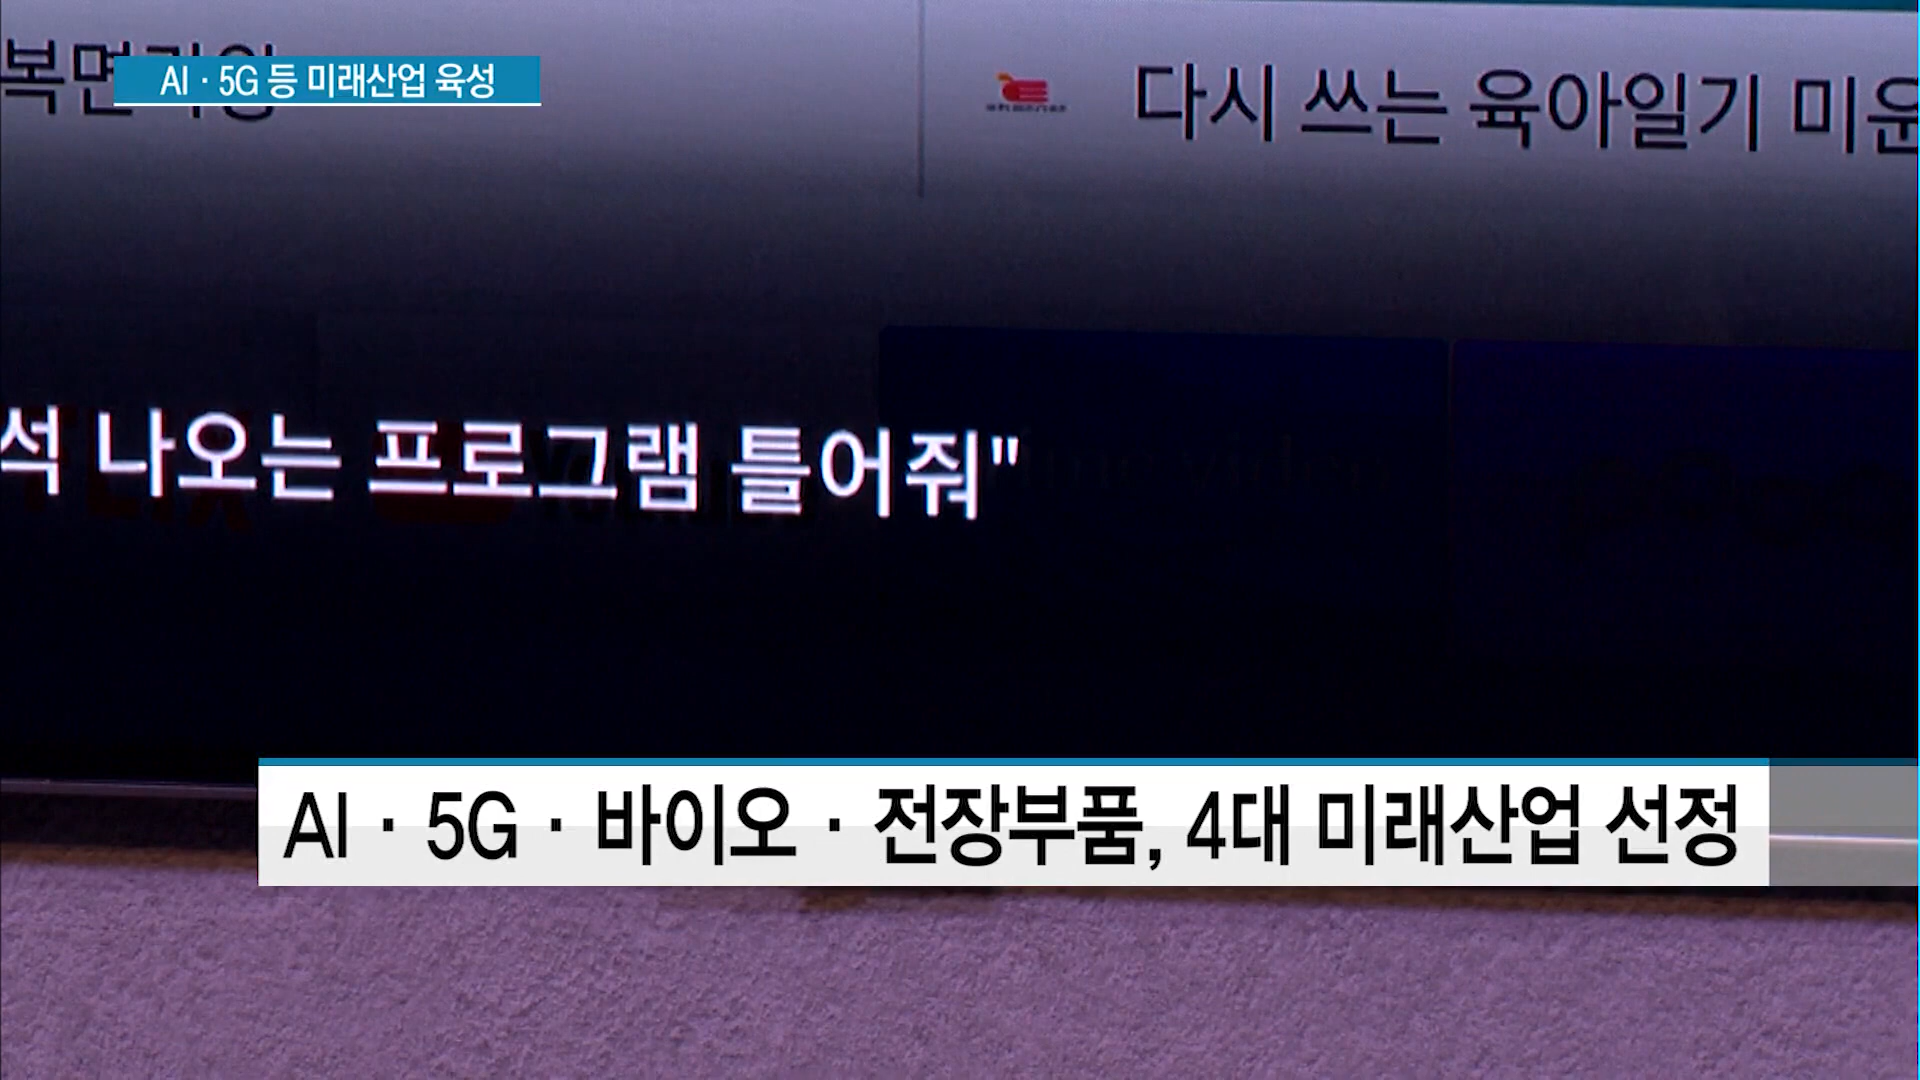 AI · 5G 등 미래산업 육성
다시 쓰는 육아일기 미운
석 나오는 프로그램 틀어줘"
AI · 5G · 바이오 · 전장부품, 4대 미래산업 선정